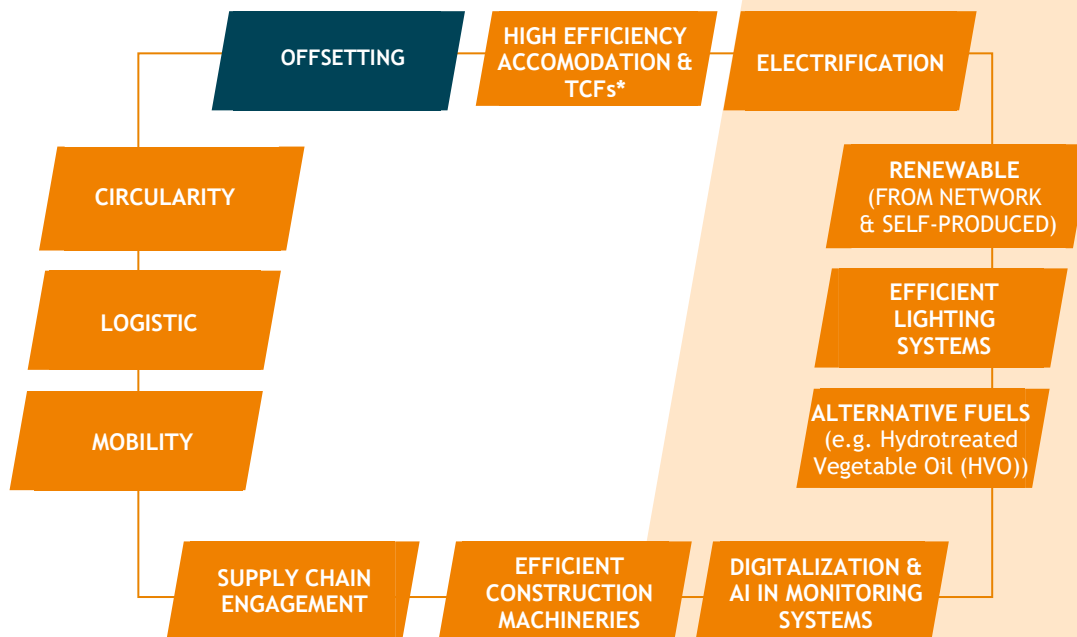 OFFSETTING
HIGH EFFICIENCY
ACCOMODATION &
TCFs*
ELECTRIFICATION
CIRCULARITY
RENEWABLE
(FROM NETWORK
& SELF-PRODUCED)
LOGISTIC
EFFICIENT
LIGHTING
SYSTEMS
MOBILITY
ALTERNATIVE FUELS
(e.g. Hydrotreated
Vegetable Oil (HVO))
SUPPLY CHAIN
ENGAGEMENT
EFFICIENT
CONSTRUCTION
MACHINERIES
DIGITALIZATION &
AI IN MONITORING
SYSTEMS